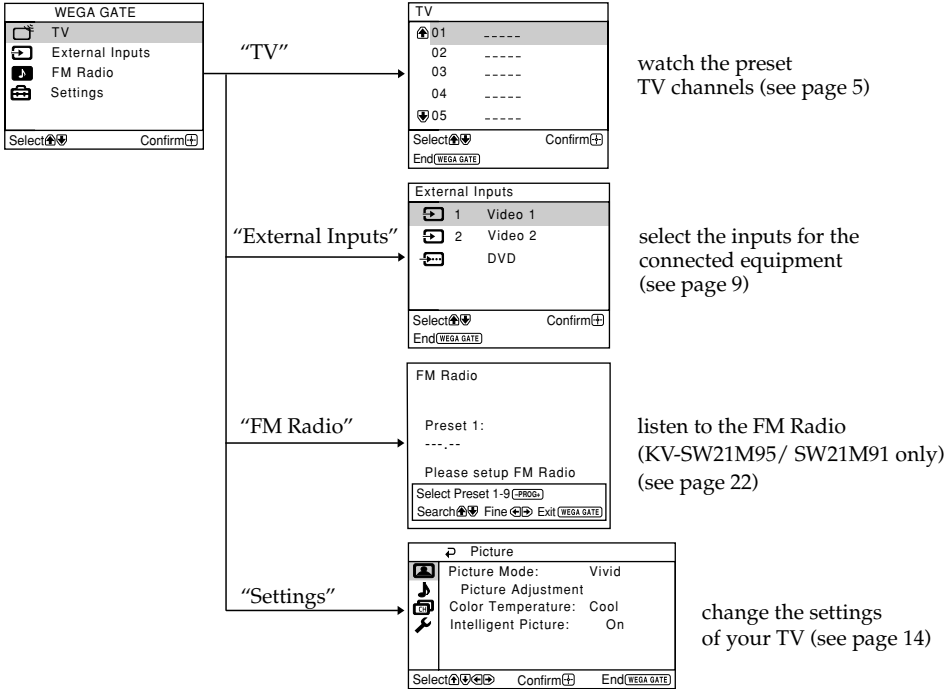 WEGA GATE
TV
External Inputs
FM Radio
Settings
Select Confirm
"TV"
TV
01 -----
02 -----
03 -----
04 -----
05 -----
Select Confirm
End WEGA GATE
watch the preset
TV channels (see page 5)
"External Inputs"
External Inputs
1 Video 1
2 Video 2
DVD
Select Confirm
End WEGA GATE
select the inputs for the
connected equipment
(see page 9)
"FM Radio"
FM Radio
Preset 1:
---.--
Please setup FM Radio
Select Preset 1-9 -PROG+
Search Fine Exit WEGA GATE
listen to the FM Radio
(KV-SW21M95/ SW21M91 only)
(see page 22)
"Settings"
Picture
Picture Mode: Vivid
Picture Adjustment
CH Color Temperature: Cool
Intelligent Picture: On
Select Confirm End WEGA GATE
change the settings
of your TV (see page 14)